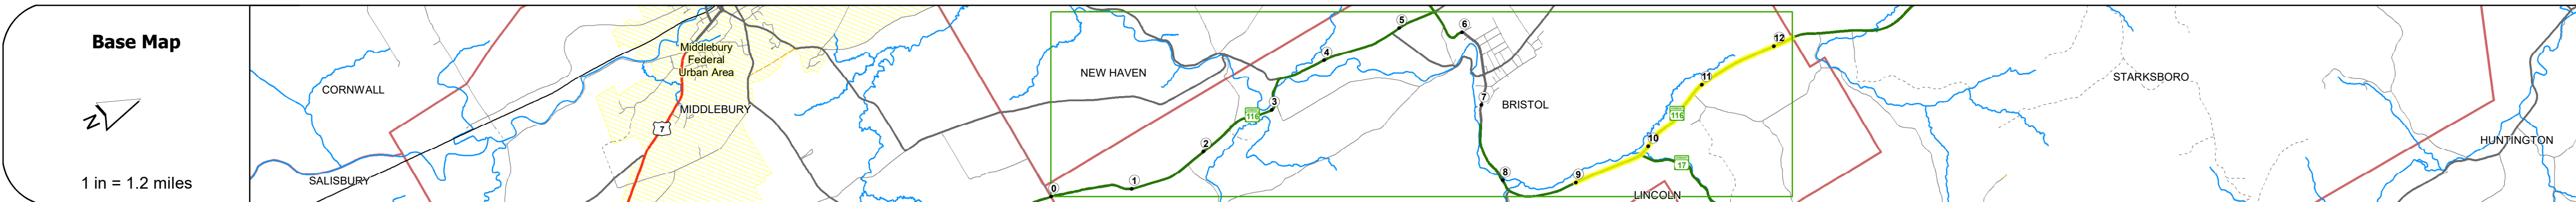 Base Map
N
1 in = 1.2 miles
CORNWALL
SALISBURY
Middlebury
Federal
Urban Area
MIDDLEBURY
7
NEW HAVEN
0
1
2
116
3
4
5
6
7
BRISTOL
8
9
10
116
11
12
17
LINCOLN
STARKSBORO
HUNTINGTON